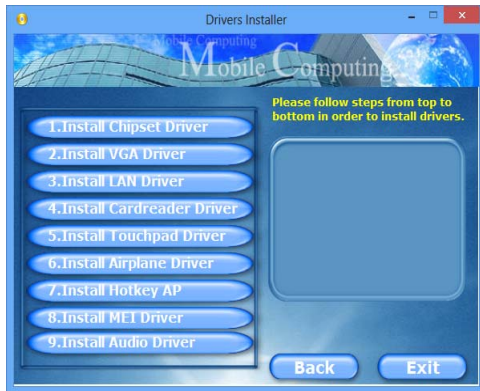 Drivers Installer
Mobile Computing
Mobile Computing
Please follow steps from top to
bottom in order to install drivers.
1.Install Chipset Driver
2.Install VGA Driver
3.Install LAN Driver
4.Install Cardreader Driver
5.Install Touchpad Driver
6.Install Airplane Driver
7.Install Hotkey AP
8.Install MEI Driver
9.Install Audio Driver
Back
Exit